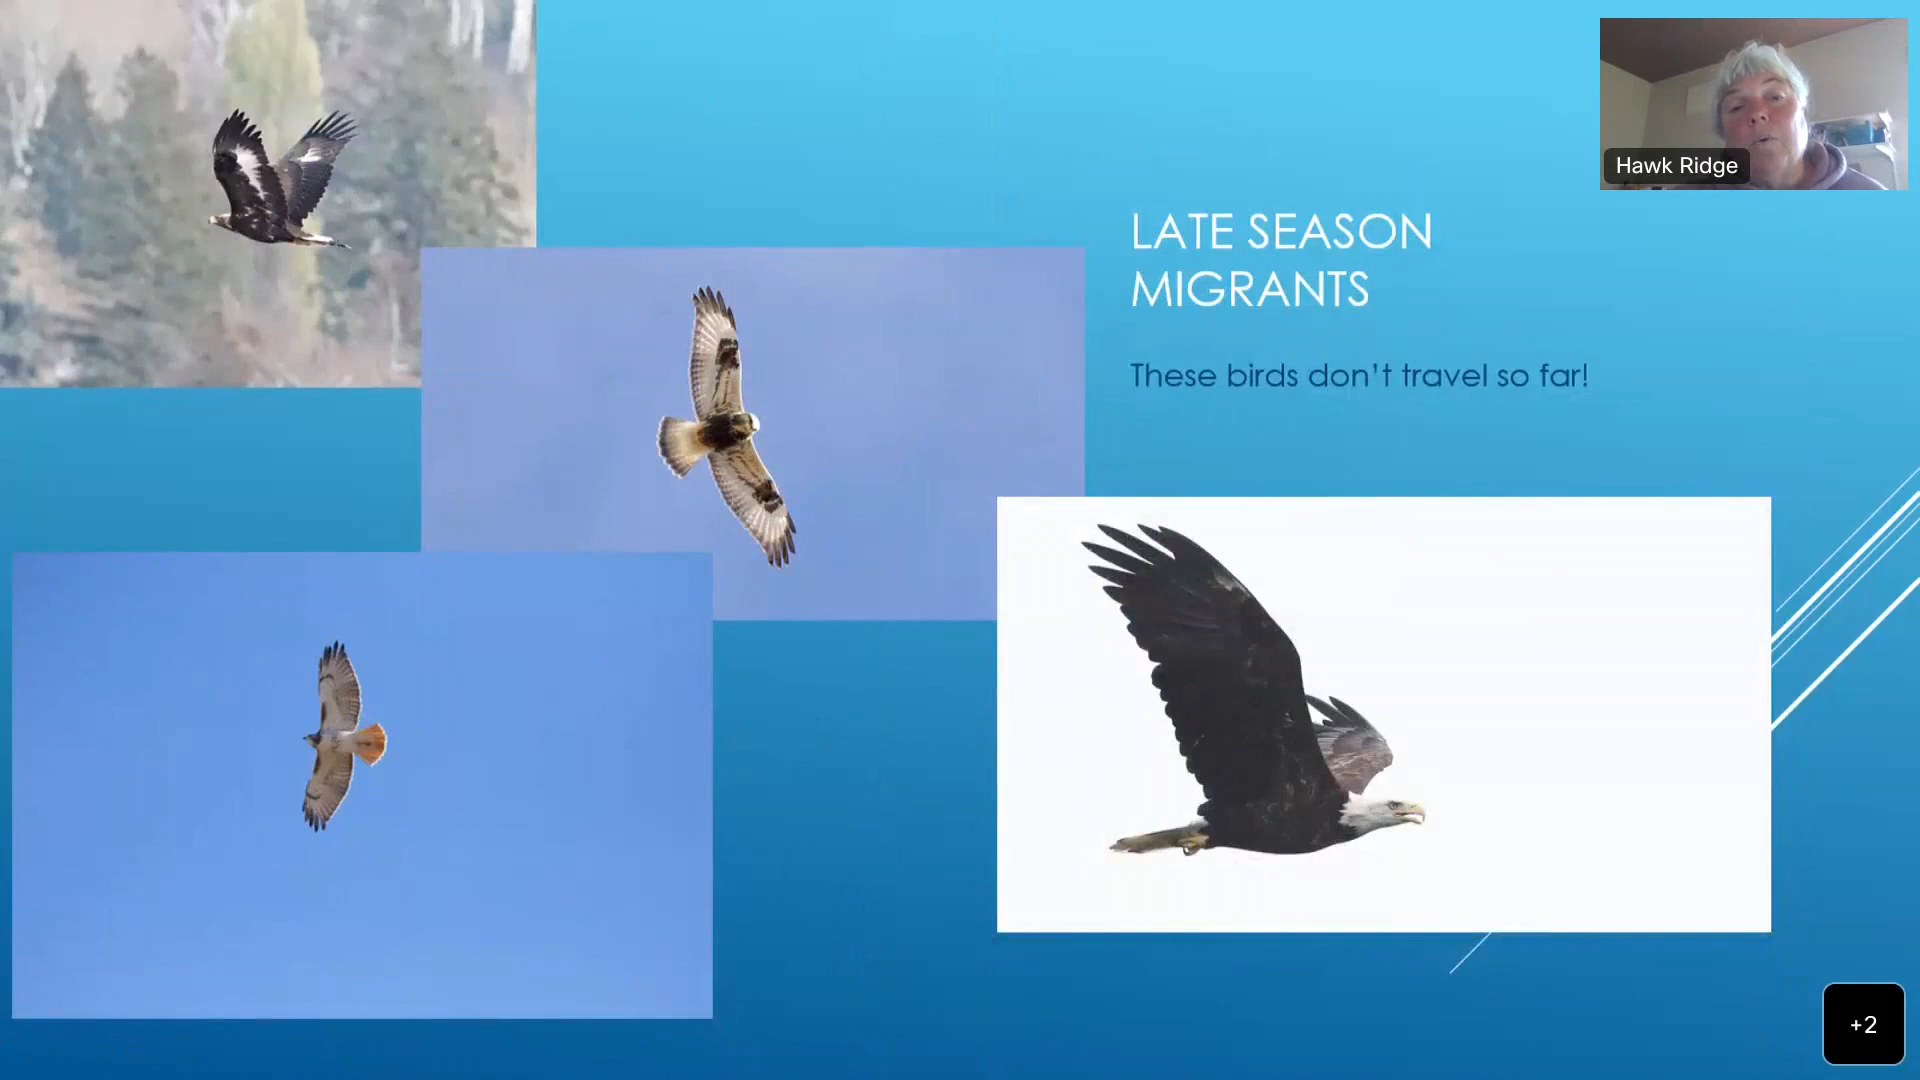 Hawk Ridge
LATE SEASON
MIGRANTS
These birds don’t travel so far!
+2